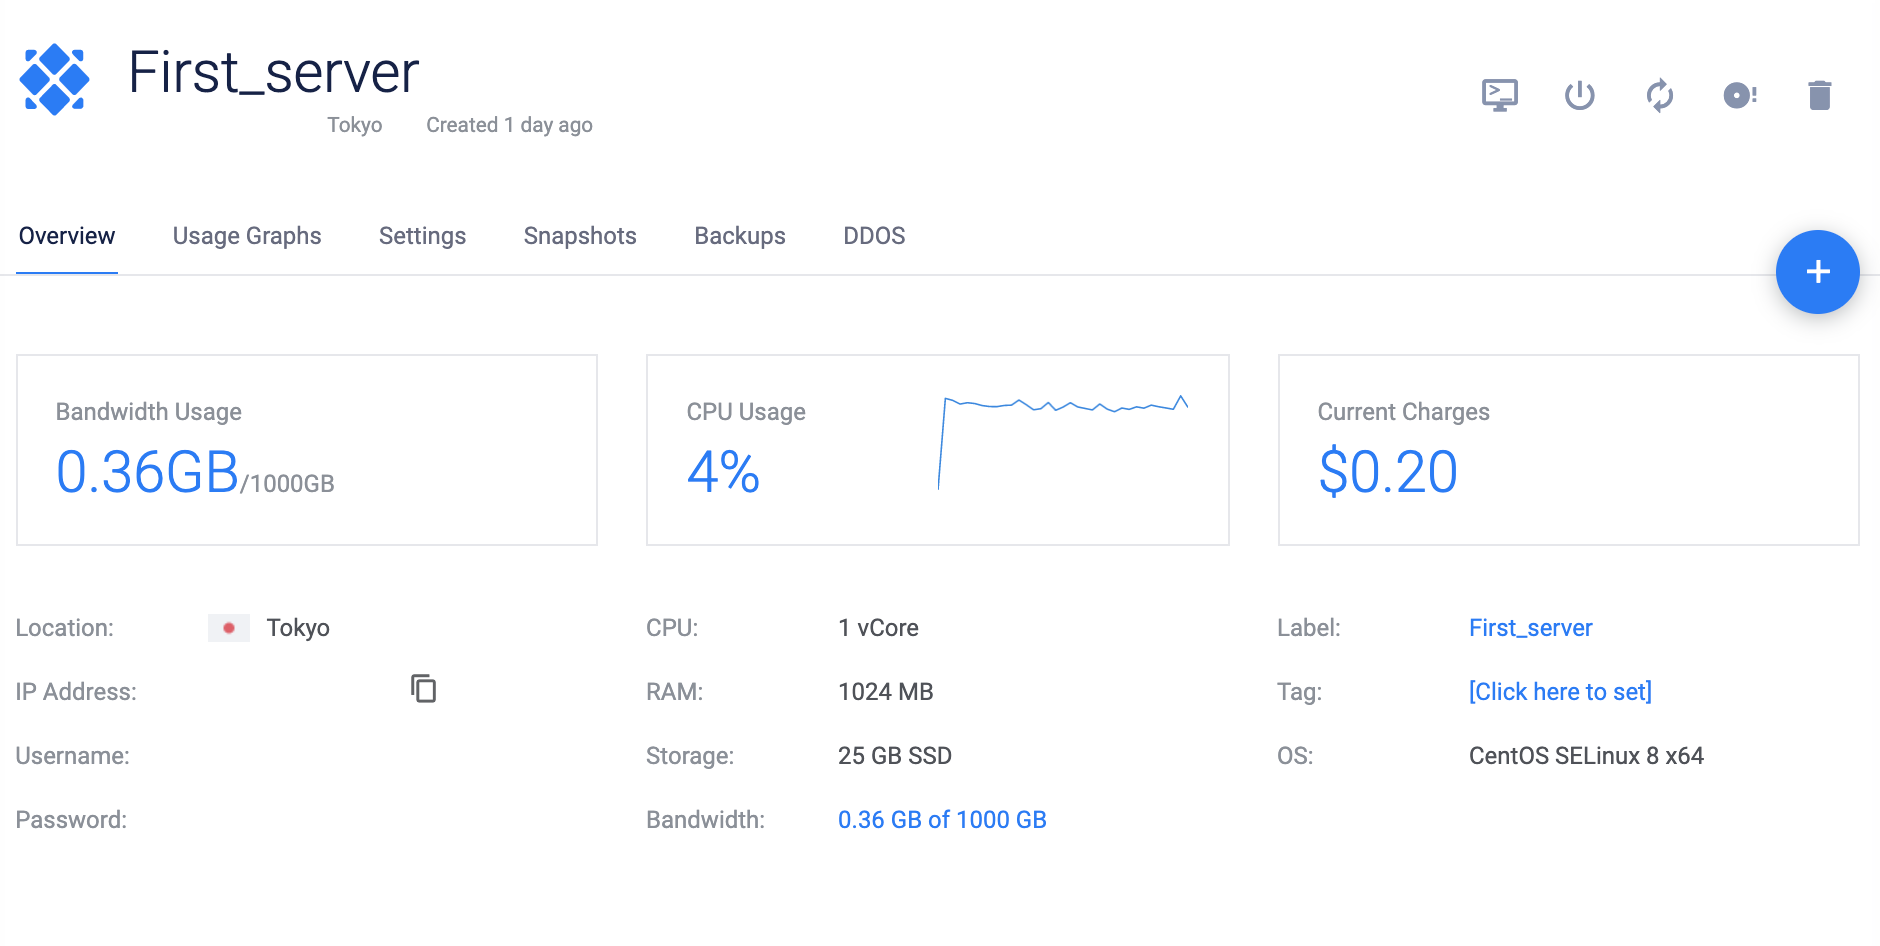 First_server
Tokyo Created 1 day ago
Overview Usage Graphs Settings Snapshots Backups DDOS
Bandwidth Usage
0.36GB/1000GB
CPU Usage
4%
Current Charges
$0.20
Location: Tokyo
IP Address:
Username:
Password:
CPU: 1 vCore
RAM: 1024 MB
Storage: 25 GB SSD
Bandwidth: 0.36 GB of 1000 GB
Label: First_server
Tag: [Click here to set]
OS: CentOS SELinux 8 x64